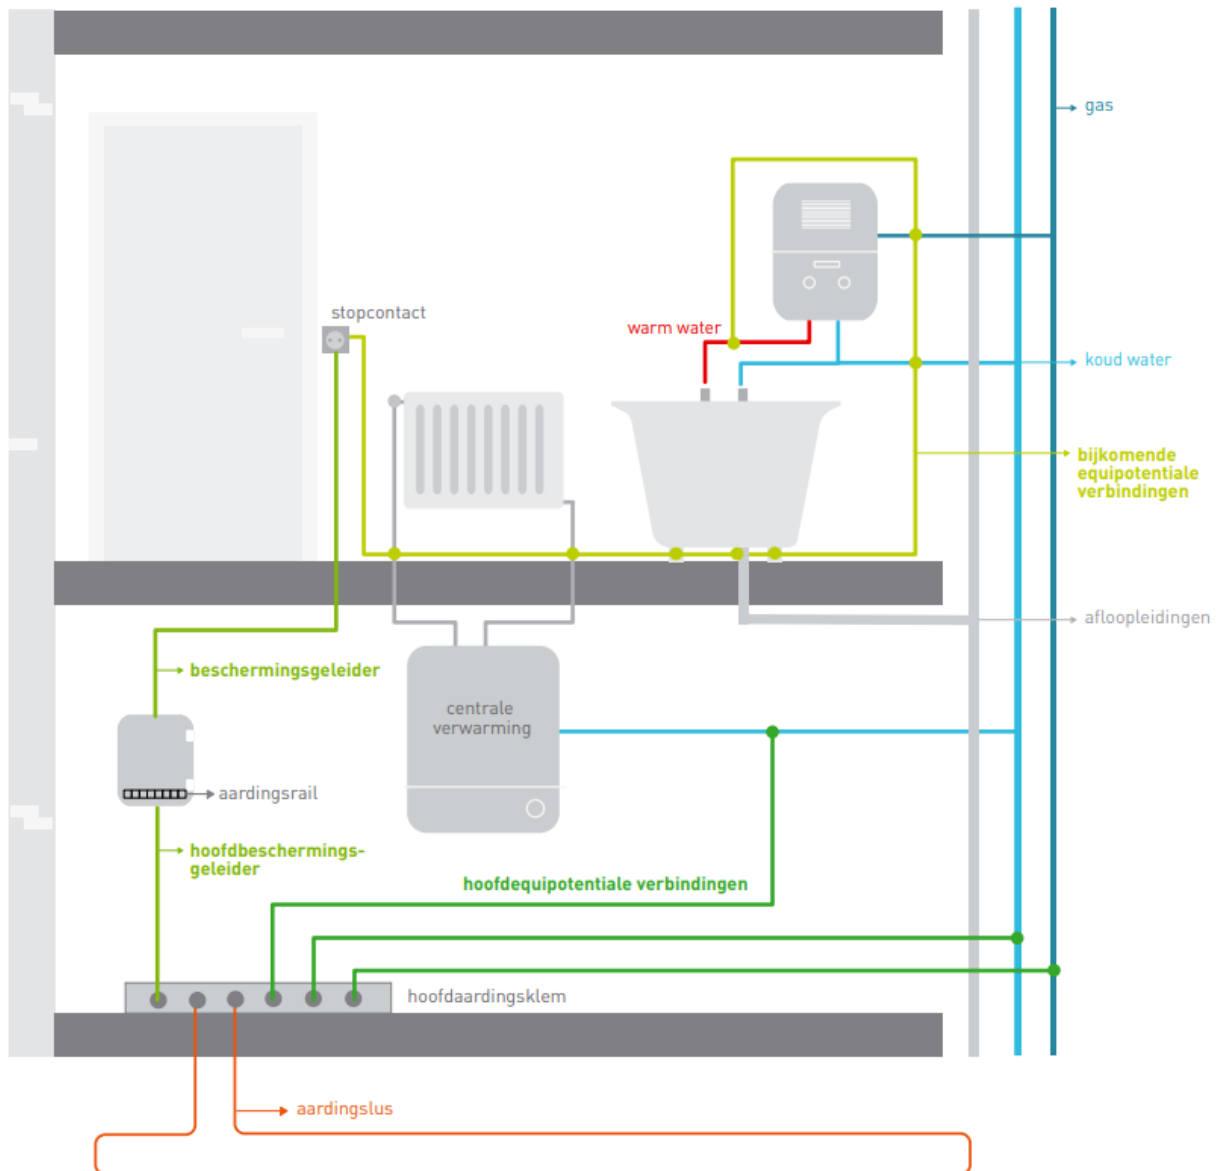 gas
stopcontact
warm water
koud water
bijkomende
equipotentiale
verbindingen
afloopleidingen
beschermingsgeleider
centrale
verwarming
aardingsrail
hoofdbeschermings-
geleider
hoofdequipotentiale verbindingen
hoofdaardingsklem
aardingslus